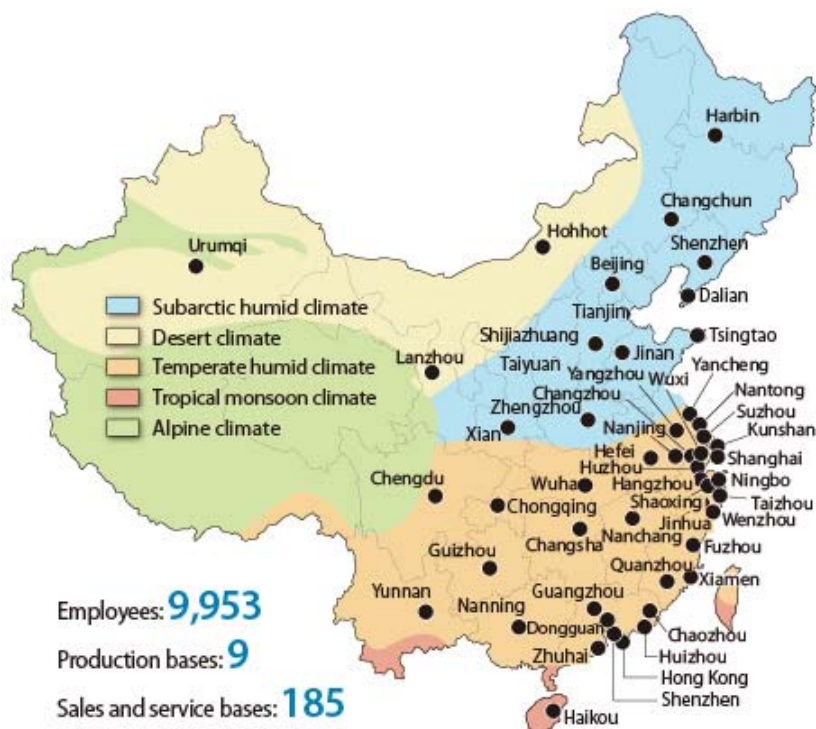 Harbin
Changchun
Shenzhen
Hohhot
Urumqi
Beijing
Dalian
Tianjin
Subarctic humid climate
Desert climate
Temperate humid climate
Tropical monsoon climate
Alpine climate
Shijiazhuang
Tsingtao
Lanzhou
Taiyuan
Jinan
Yancheng
Yangzhou
Wuxi
Nantong
Changzhou
Suzhou
Zhengzhou
Kunshan
Xian
Nanjing
Shanghai
Hefei
Huzhou
Chengdu
Wuha
Hangzhou
Ningbo
Taizhou
Chongqing
Shaoxing
Jinhua
Wenzhou
Changsha
Nanchang
Fuzhou
Guizhou
Quanzhou
Xiamen
Yunnan
Nanning
Guangzhou
Dongguan
Chaozhou
Zhuhai
Huizhou
Hong Kong
Shenzhen
Haikou
Employees: 9,953
Production bases: 9
Sales and service bases: 185